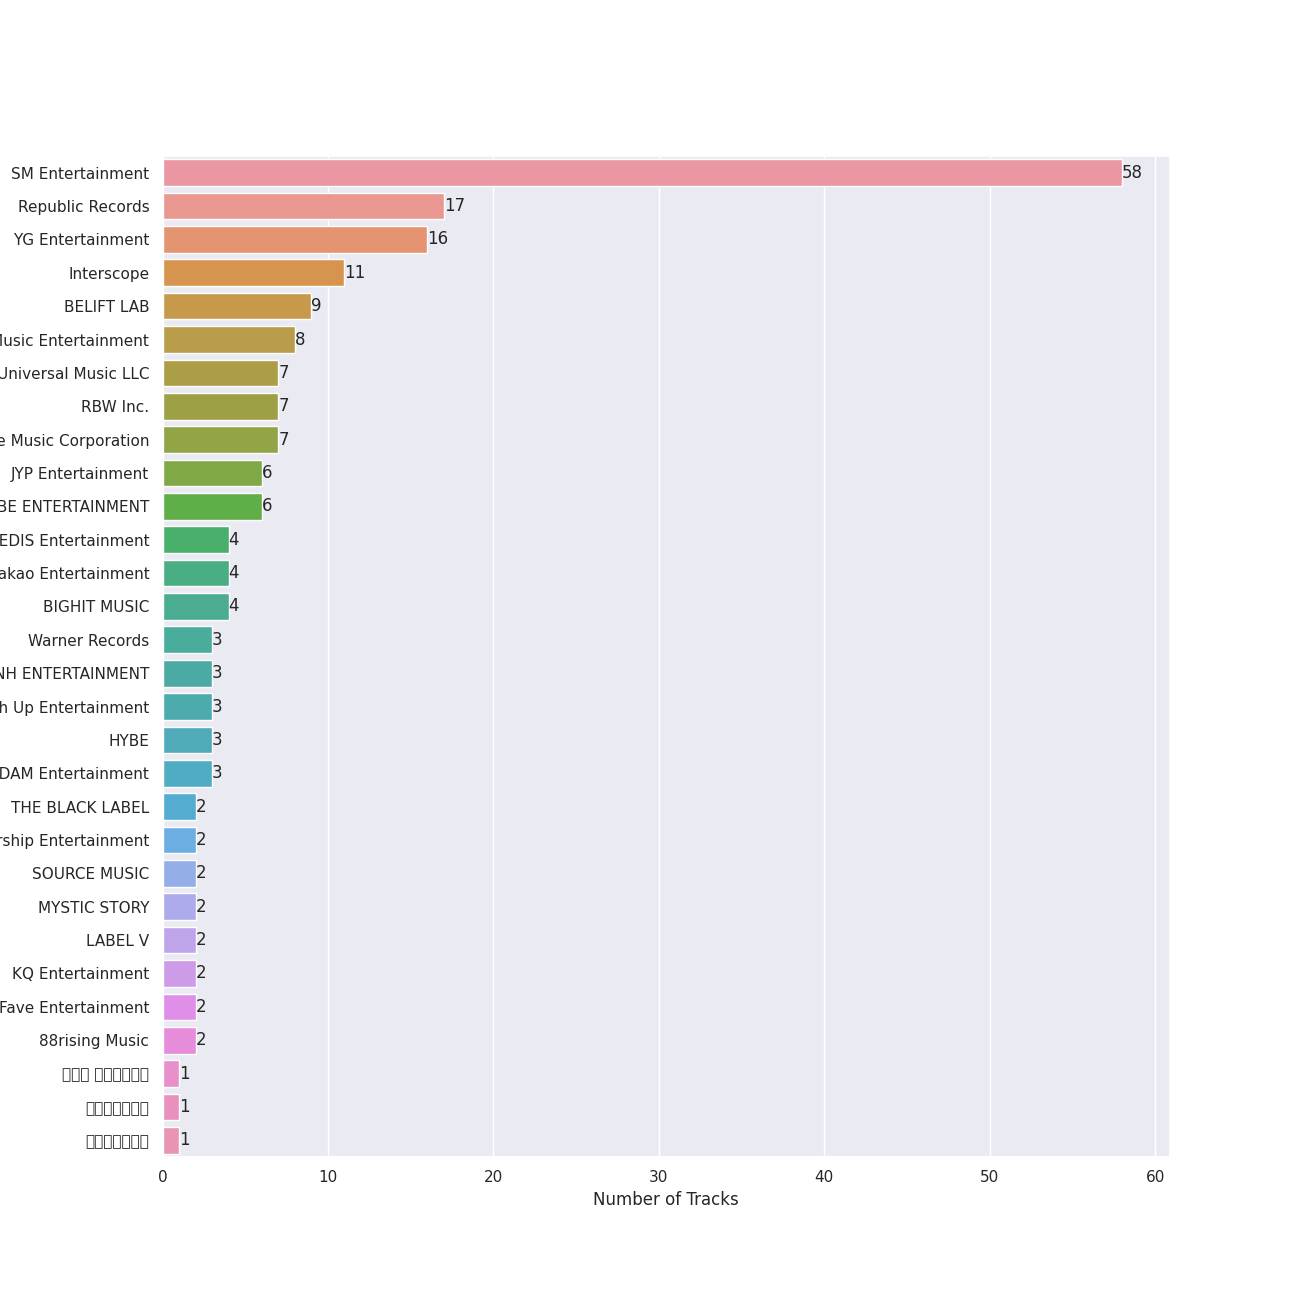 SM Entertainment 58
Republic Records 17
YG Entertainment 16
Interscope 11
BELIFT LAB 9
Music Entertainment 8
Universal Music LLC 7
RBW Inc. 7
Music Corporation 7
JYP Entertainment 6
BE ENTERTAINMENT 6
EDIS Entertainment 4
akao Entertainment 4
BIGHIT MUSIC 4
Warner Records 3
NH ENTERTAINMENT 3
h Up Entertainment 3
HYBE 3
DAM Entertainment 3
THE BLACK LABEL 2
rship Entertainment 2
SOURCE MUSIC 2
MYSTIC STORY 2
LABEL V 2
KQ Entertainment 2
Fave Entertainment 2
88rising Music 2
1
1
1
0 10 20 30 40 50 60
Number of Tracks